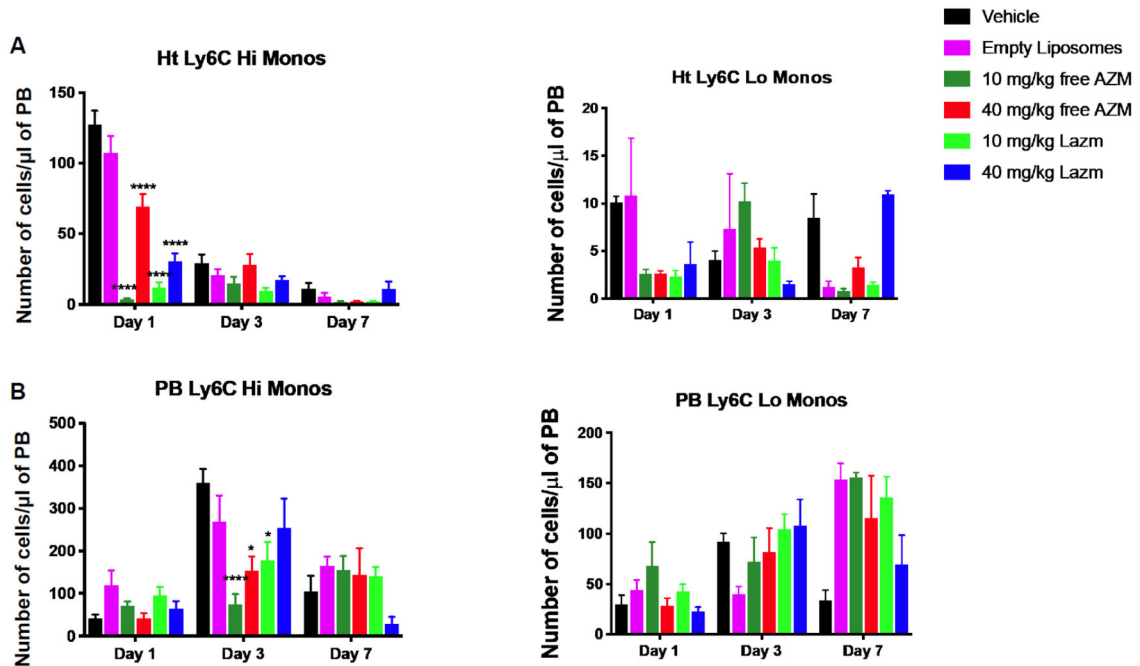 Vehicle
Empty Liposomes
10 mg/kg free AZM
40 mg/kg free AZM
10 mg/kg Lazm
40 mg/kg Lazm
A
Ht Ly6C Hi Monos
Number of cells/µl of PB
150
100
50
0
****
****
****
****
Day 1
Day 3
Day 7
Ht Ly6C Lo Monos
Number of cells/µl of PB
20
15
10
5
0
Day 1
Day 3
Day 7
B
PB Ly6C Hi Monos
Number of cells/µl of PB
500
400
300
200
100
0
****
*
*
Day 1
Day 3
Day 7
PB Ly6C Lo Monos
Number of cells/µl of PB
200
150
100
50
0
Day 1
Day 3
Day 7